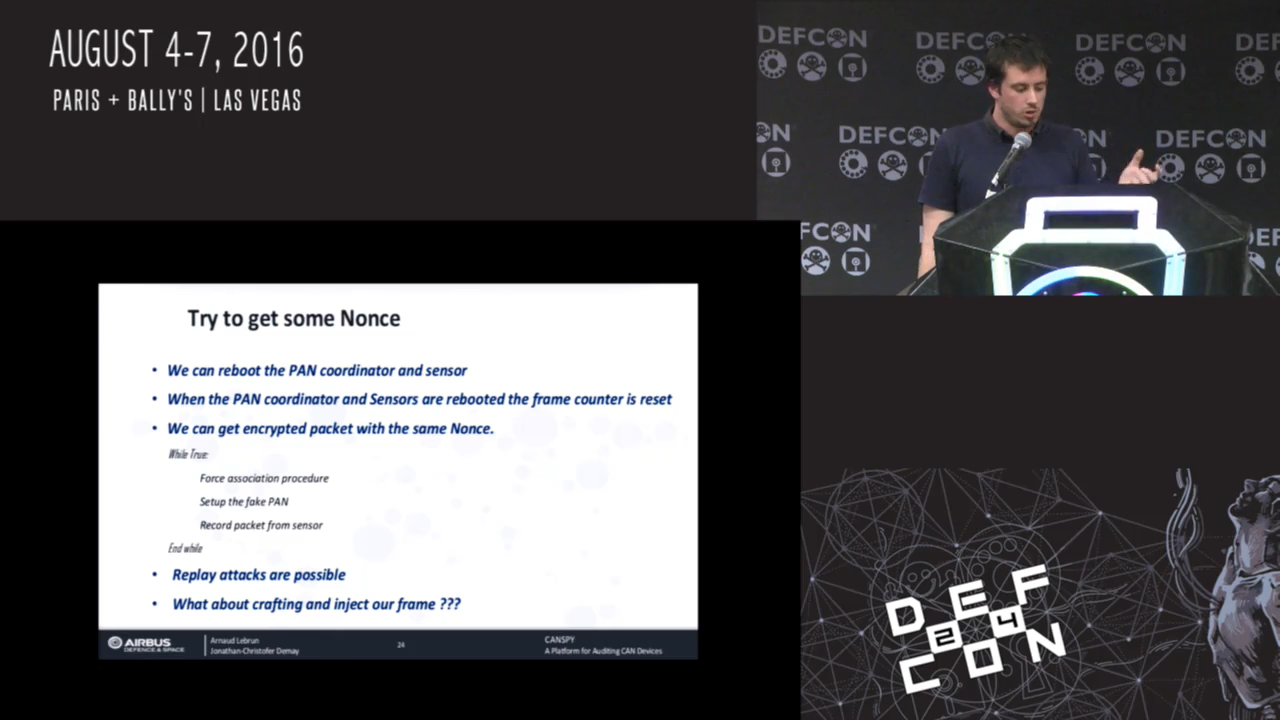 AUGUST 4-7, 2016
PARIS + BALLY'S | LAS VEGAS
DEFCON DEFCON DEFCON DEF
CON DEFCON DEFCON
FCON DEF
Try to get some Nonce
• We can reboot the PAN coordinator and sensor
• When the PAN coordinator and Sensors are rebooted the frame counter is reset
• We can get encrypted packet with the same Nonce.
While True:
Force association procedure
Setup the fake PAN
Record packet from sensor
End while
• Replay attacks are possible
• What about crafting and inject our frame ???
AIRBUS
DEFENCE & SPACE
Arnaud Lebrun
Jonathan-Christofer Demay
24
CANSPY
A Platform for Auditing CAN Devices
DEF
24
CON